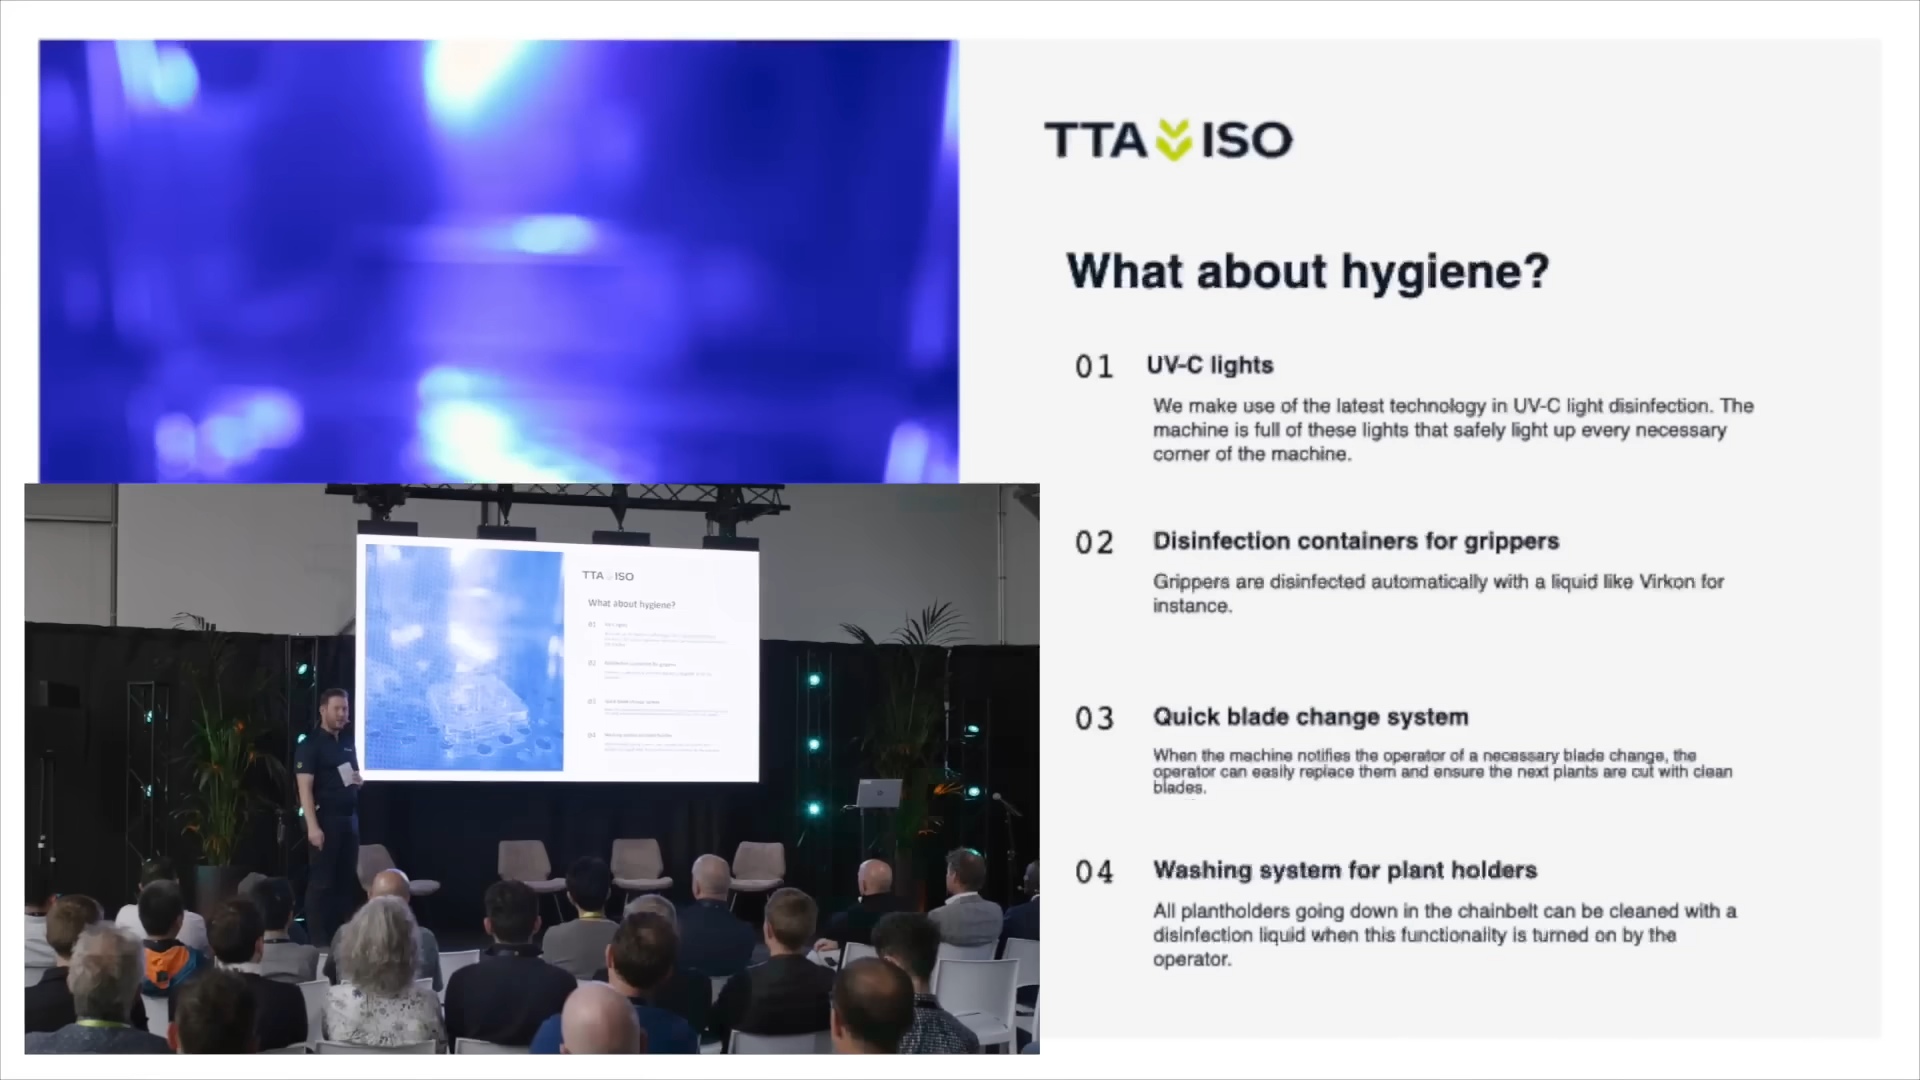 TTA ISO
What about hygiene?
01 UV-C lights
We make use of the latest technology in UV-C light disinfection. The
machine is full of these lights that safely light up every necessary
corner of the machine.
02 Disinfection containers for grippers
Grippers are disinfected automatically with a liquid like Virkon for
instance.
03 Quick blade change system
When the machine notifies the operator of a necessary blade change, the
operator can easily replace them and ensure the next plants are cut with clean
blades.
04 Washing system for plant holders
All plantholders going down in the chainbelt can be cleaned with a
disinfection liquid when this functionality is turned on by the
operator.
TTA ISO
What about hygiene?
01
02
03
04